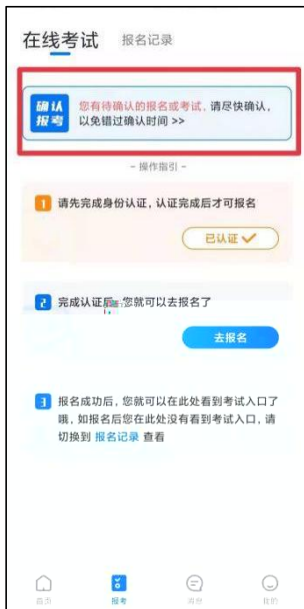 在线考试 报名记录
确认
报考
您有待确认的报名或考试，请尽快确认，
以免错过确认时间 >>
- 操作指引 -
1 请先完成身份认证，认证完成后才可报名
已认证
2 完成认证后，您就可以去报名了
去报名
3 报名成功后，您就可以在此处看到考试入口了
哦，如报名后您在此处没有看到考试入口，请
切换到 报名记录 查看
首页 报考 消息 我的